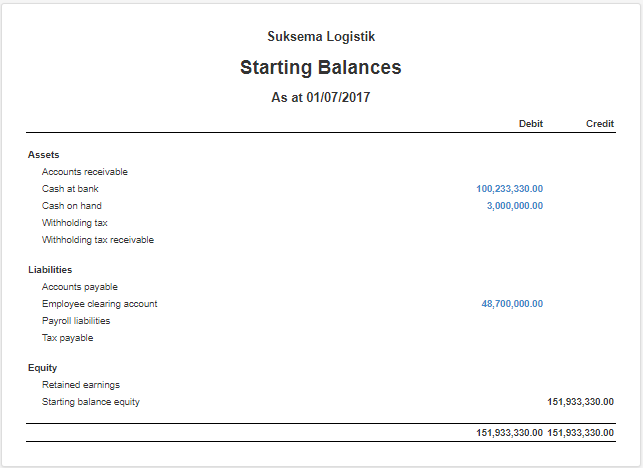 Suksema Logistik
Starting Balances
As at 01/07/2017
Debit Credit
Assets
Accounts receivable
Cash at bank 100,233,330.00
Cash on hand 3,000,000.00
Withholding tax
Withholding tax receivable
Liabilities
Accounts payable
Employee clearing account 48,700,000.00
Payroll liabilities
Tax payable
Equity
Retained earnings
Starting balance equity 151,933,330.00
151,933,330.00 151,933,330.00